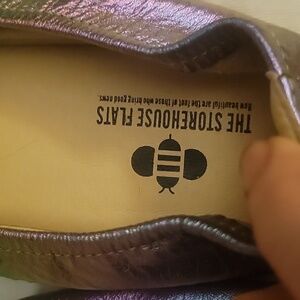 THE STOREHOUSE FLATS
How beautiful are the feet of those who bring good news.